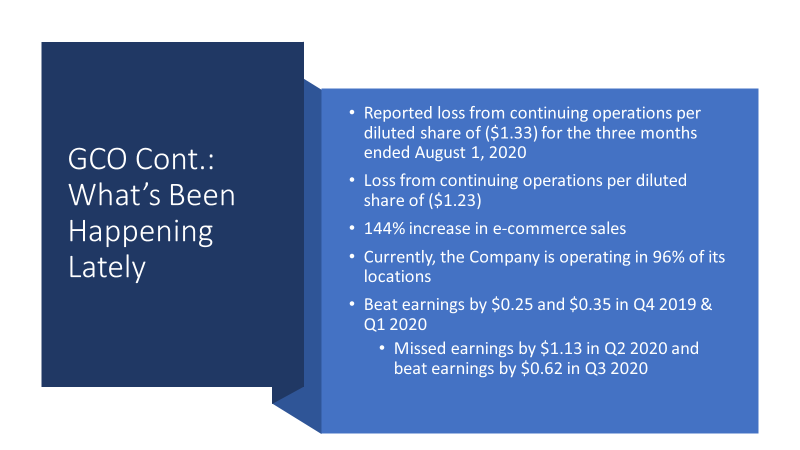 GCO Cont.:
What’s Been
Happening
Lately
• Reported loss from continuing operations per
diluted share of ($1.33) for the three months
ended August 1, 2020
• Loss from continuing operations per diluted
share of ($1.23)
• 144% increase in e-commerce sales
• Currently, the Company is operating in 96% of its
locations
• Beat earnings by $0.25 and $0.35 in Q4 2019 &
Q1 2020
• Missed earnings by $1.13 in Q2 2020 and
beat earnings by $0.62 in Q3 2020